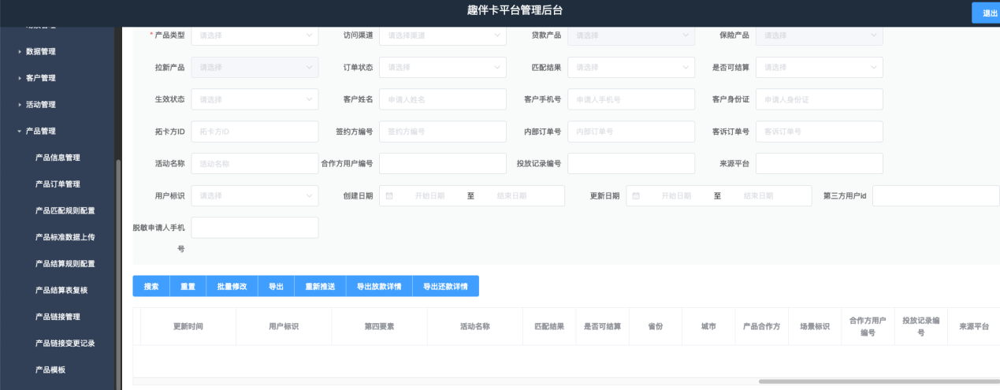 趣伴卡平台管理后台
退出
数据管理
客户管理
活动管理
产品管理
产品信息管理
产品订单管理
产品匹配规则配置
产品标准数据上传
产品结算规则配置
产品结算表复核
产品链接管理
产品链接变更记录
产品模板
* 产品类型 请选择 访问渠道 请选择渠道 贷款产品 请选择 保险产品 请选择
拉新产品 请选择 订单状态 请选择 匹配结果 请选择 是否可结算 请选择
生效状态 请选择 客户姓名 申请人姓名 客户手机号 申请人手机号 客户身份证 申请人身份证
拓卡方ID 拓卡方ID 签约方编号 签约方编号 内部订单号 内部订单号 客诉订单号 客诉订单号
活动名称 活动名称 合作方用户编号 投放记录编号 来源平台
用户标识 请选择 创建日期 开始日期 至 结束日期 更新日期 开始日期 至 结束日期 第三方用户id
脱敏申请人手机
号
搜索 重置 批量修改 导出 重新推送 导出放款详情 导出还款详情
更新时间 用户标识 第四要素 活动名称 匹配结果 是否可结算 省份 城市 产品合作方 场景标识 合作方用户 投放记录编 来源平台
编号 号